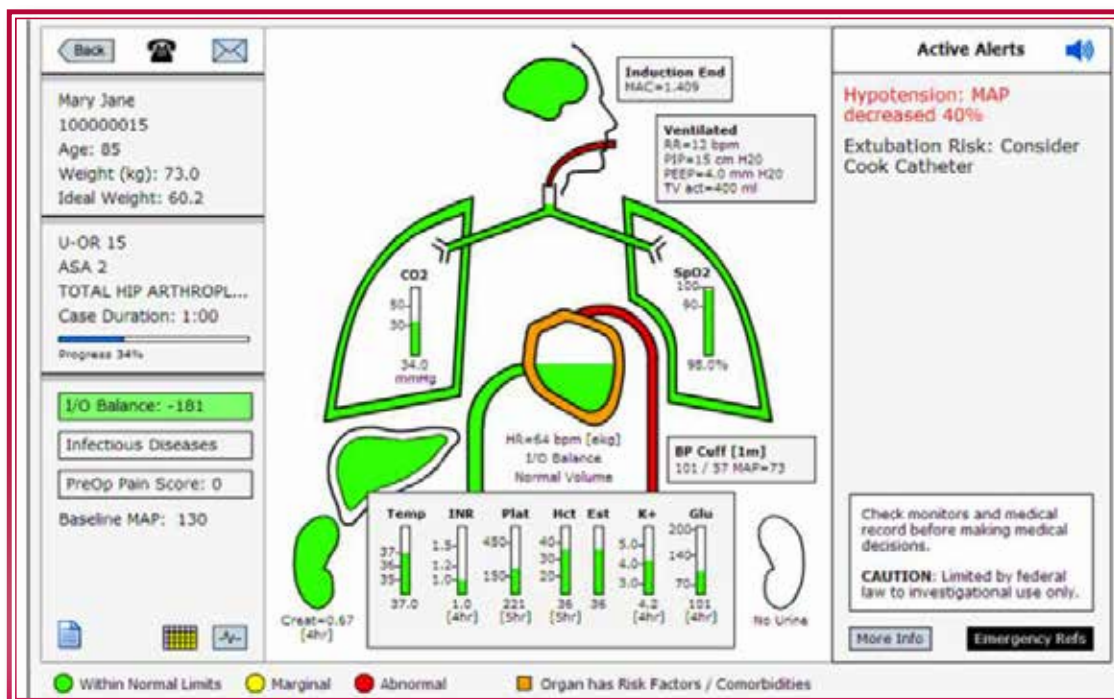 Back
Mary Jane
100000015
Age: 85
Weight (kg): 73.0
Ideal Weight: 60.2
U-OR 15
ASA 2
TOTAL HIP ARTHROPL...
Case Duration: 1:00
Progress 34%
I/O Balance: -181
Infectious Diseases
PreOp Pain Score: 0
Baseline MAP: 130
Induction End
MAC=1.409
Ventilated
RR=12 bpm
PIP=15 cm H20
PEEP=4.0 mm H20
TV act=400 ml
CO2
50
30
34.0
mmHg
SpO2
100
90
98.0%
HR=64 bpm [ekg]
I/O Balance
Normal Volume
BP Cuff [1m]
101 / 57 MAP=73
Temp INR Plat Hct Est K+ Glu
37
36
35
37.0
1.5
1.2
1.0
1.0
[4hr]
450
150
221
[5hr]
40
30
20
36
[5hr]
36
5.0
4.0
3.0
4.2
[4hr]
200
140
70
101
[4hr]
Creat=0.67
[4hr]
No Urine
Active Alerts
Hypotension: MAP
decreased 40%
Extubation Risk: Consider
Cook Catheter
Check monitors and medical
record before making medical
decisions.
CAUTION: Limited by federal
law to investigational use only.
More Info
Emergency Refs
Within Normal Limits
Marginal
Abnormal
Organ has Risk Factors / Comorbidities